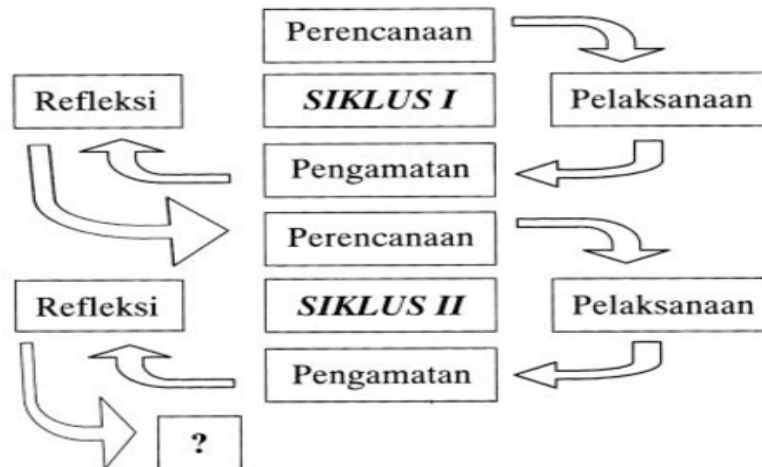 Perencanaan
Refleksi
SIKLUS I
Pelaksanaan
Pengamatan
Perencanaan
Refleksi
SIKLUS II
Pelaksanaan
Pengamatan
?